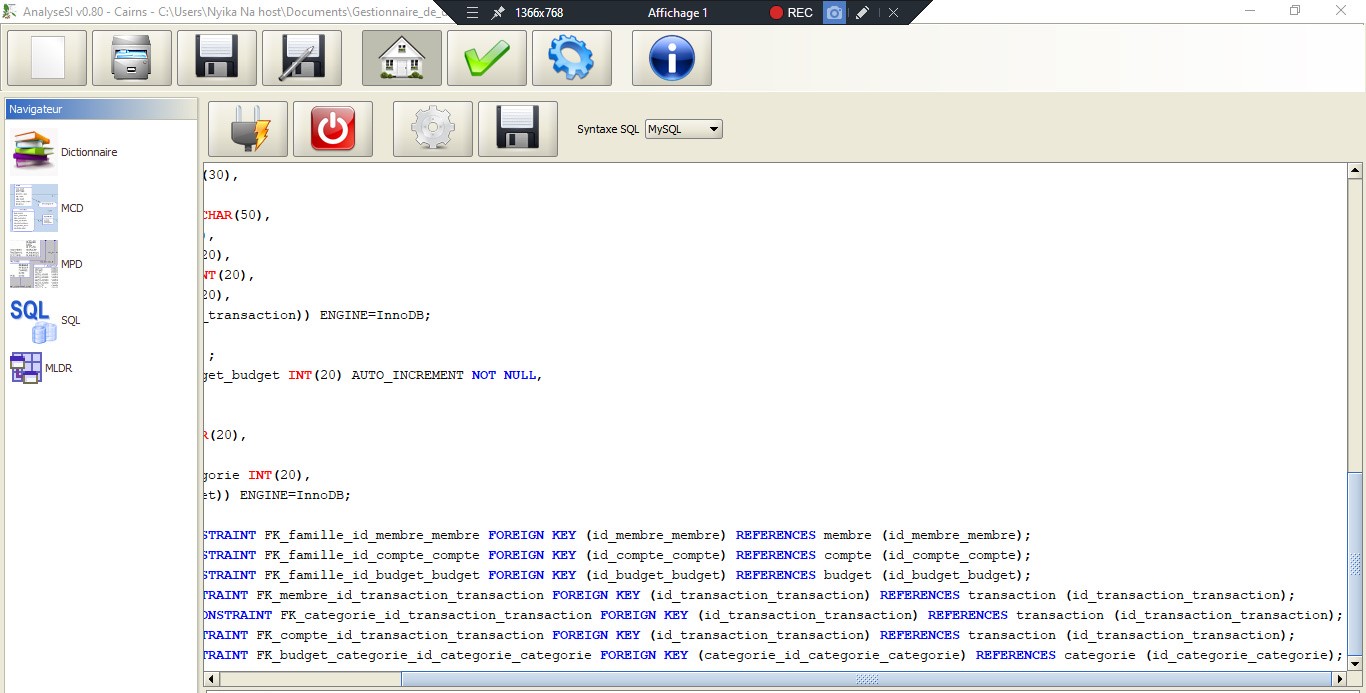 AnalyseSI v0.80 - Cairns - C:\Users\Nyika Na host\Documents\Gestionnaire_de_
1366x768
Affichage 1
REC
Navigateur
Dictionnaire
MCD
MPD
SQL
SQL
MLDR
Syntaxe SQL
MySQL
(30),
CHAR(50),
),
20),
NT(20),
20),
_transaction)) ENGINE=InnoDB;
;
get_budget INT(20) AUTO_INCREMENT NOT NULL,
R(20),
gorie INT(20),
et)) ENGINE=InnoDB;
STRAINT FK_famille_id_membre_membre FOREIGN KEY (id_membre_membre) REFERENCES membre (id_membre_membre);
STRAINT FK_famille_id_compte_compte FOREIGN KEY (id_compte_compte) REFERENCES compte (id_compte_compte);
STRAINT FK_famille_id_budget_budget FOREIGN KEY (id_budget_budget) REFERENCES budget (id_budget_budget);
TRAINT FK_membre_id_transaction_transaction FOREIGN KEY (id_transaction_transaction) REFERENCES transaction (id_transaction_transaction);
ONSTRAINT FK_categorie_id_transaction_transaction FOREIGN KEY (id_transaction_transaction) REFERENCES transaction (id_transaction_transaction);
TRAINT FK_compte_id_transaction_transaction FOREIGN KEY (id_transaction_transaction) REFERENCES transaction (id_transaction_transaction);
TRAINT FK_budget_categorie_id_categorie_categorie FOREIGN KEY (categorie_id_categorie_categorie) REFERENCES categorie (id_categorie_categorie);